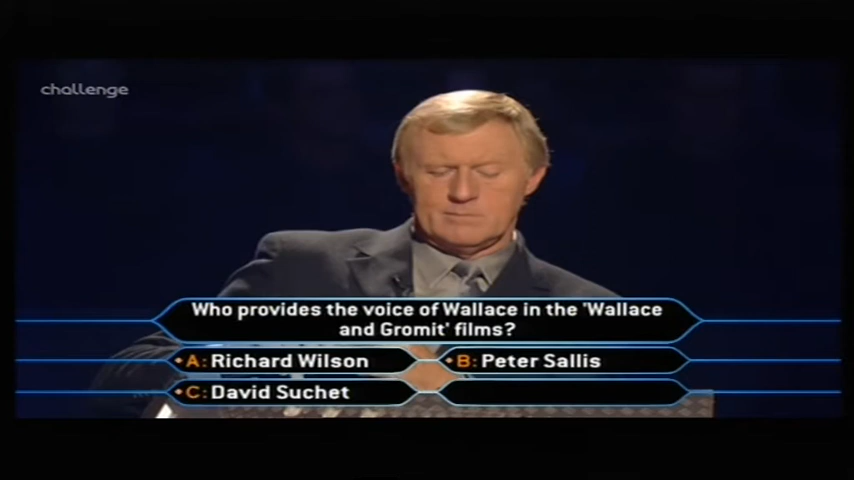 challenge
Who provides the voice of Wallace in the 'Wallace
and Gromit' films?
A: Richard Wilson
B: Peter Sallis
C: David Suchet